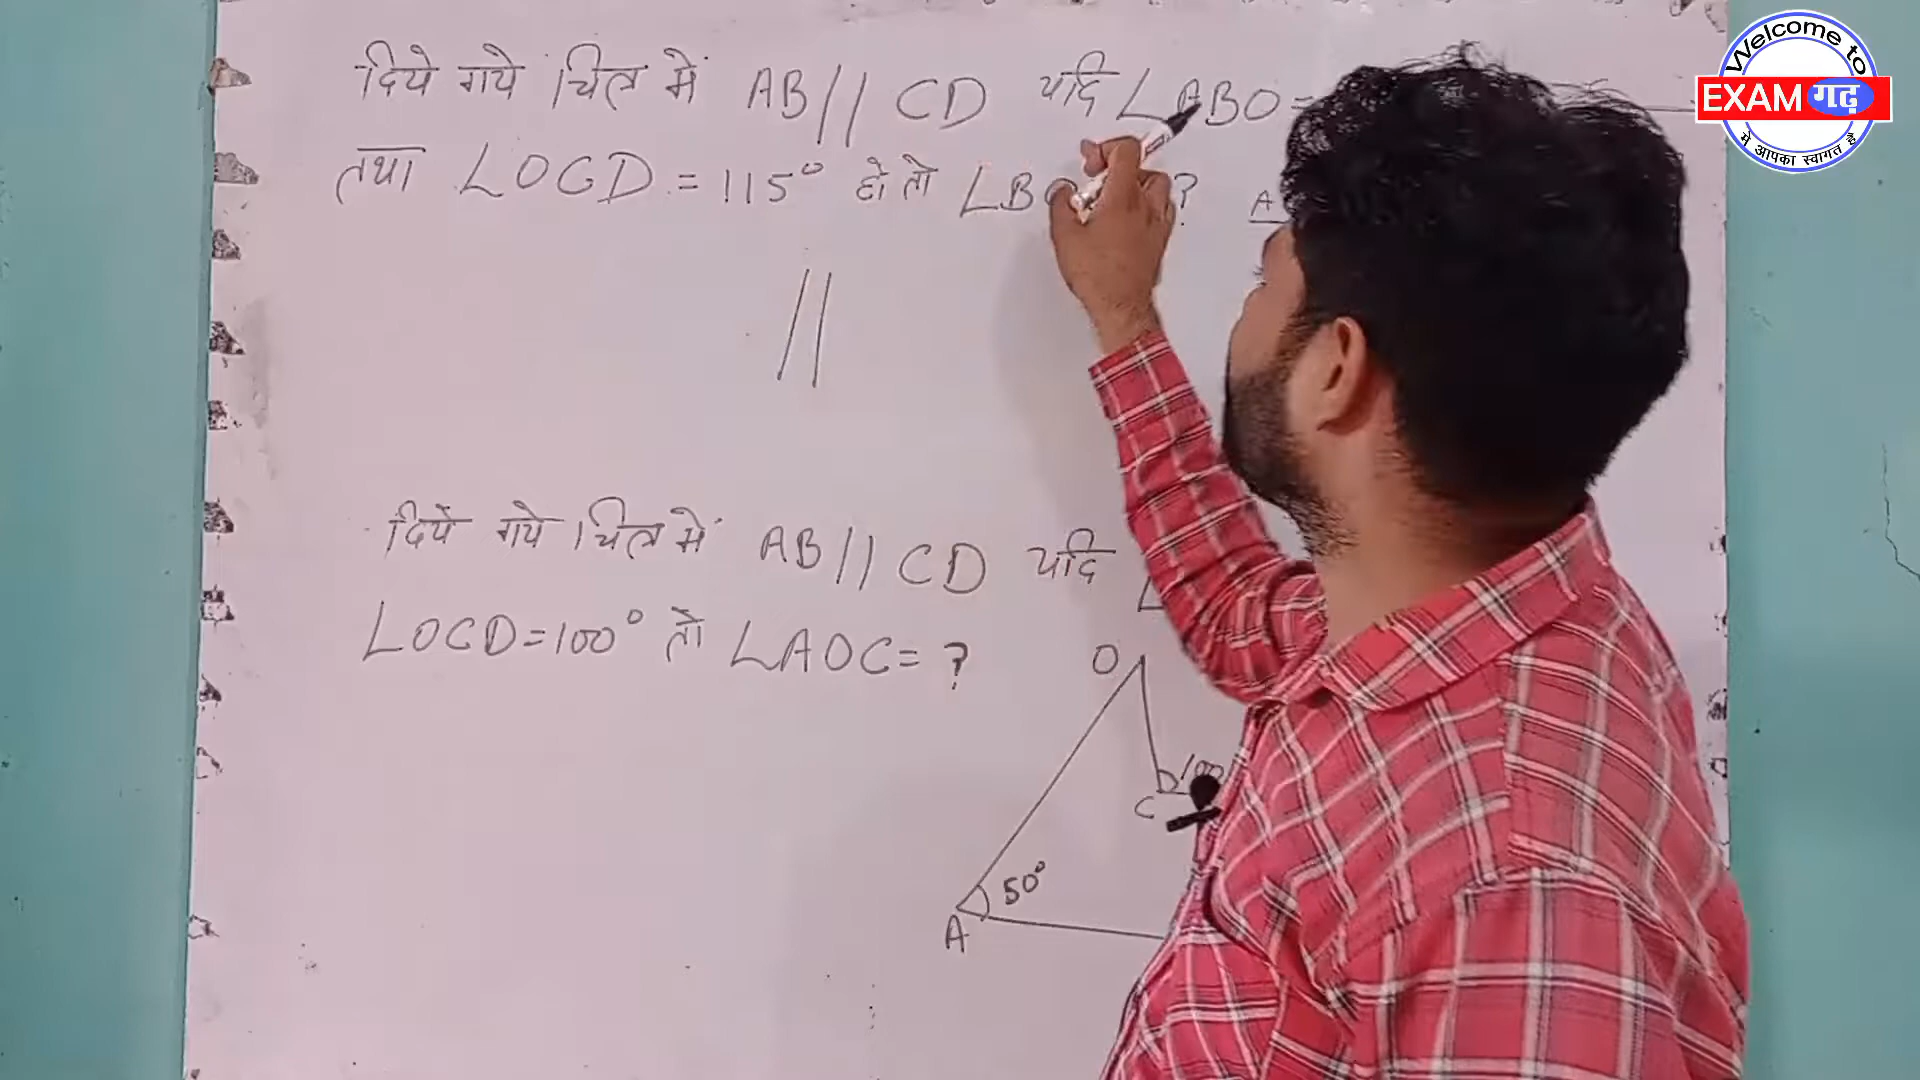 दिये गये चित्र में AB // CD यदि ∠ABO =
तथा ∠OCD = 115° हो तो ?
A
//
दिये गये चित्र में AB // CD यदि
∠OCD = 100° तो ∠AOC = ?
O
100
C
50°
A
Welcome to
EXAM गढ़
में आपका स्वागत है